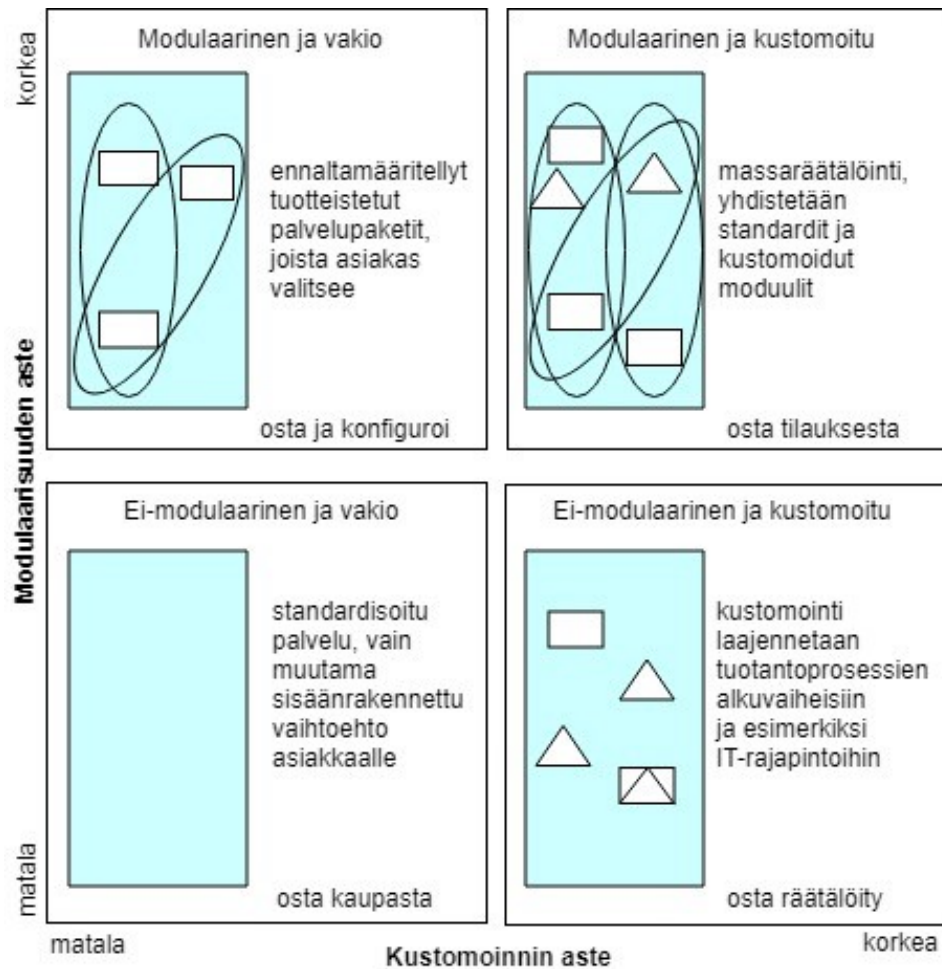 Modulaarinen ja vakio
ennaltamääritellyt
tuotteistetut
palvelupaketit,
joista asiakas
valitsee
osta ja konfiguroi
Modulaarinen ja kustomoitu
massaräätälöinti,
yhdistetään
standardit ja
kustomoidut
moduulit
osta tilauksesta
Ei-modulaarinen ja vakio
standardisoitu
palvelu, vain
muutama
sisäänrakennettu
vaihtoehto
asiakkaalle
osta kaupasta
Ei-modulaarinen ja kustomoitu
kustomointi
laajennetaan
tuotantoprosessien
alkuvaiheisiin
ja esimerkiksi
IT-rajapintoihin
osta räätälöity
korkea
Modulaarisuuden aste
matala
matala
Kustomoinnin aste
korkea